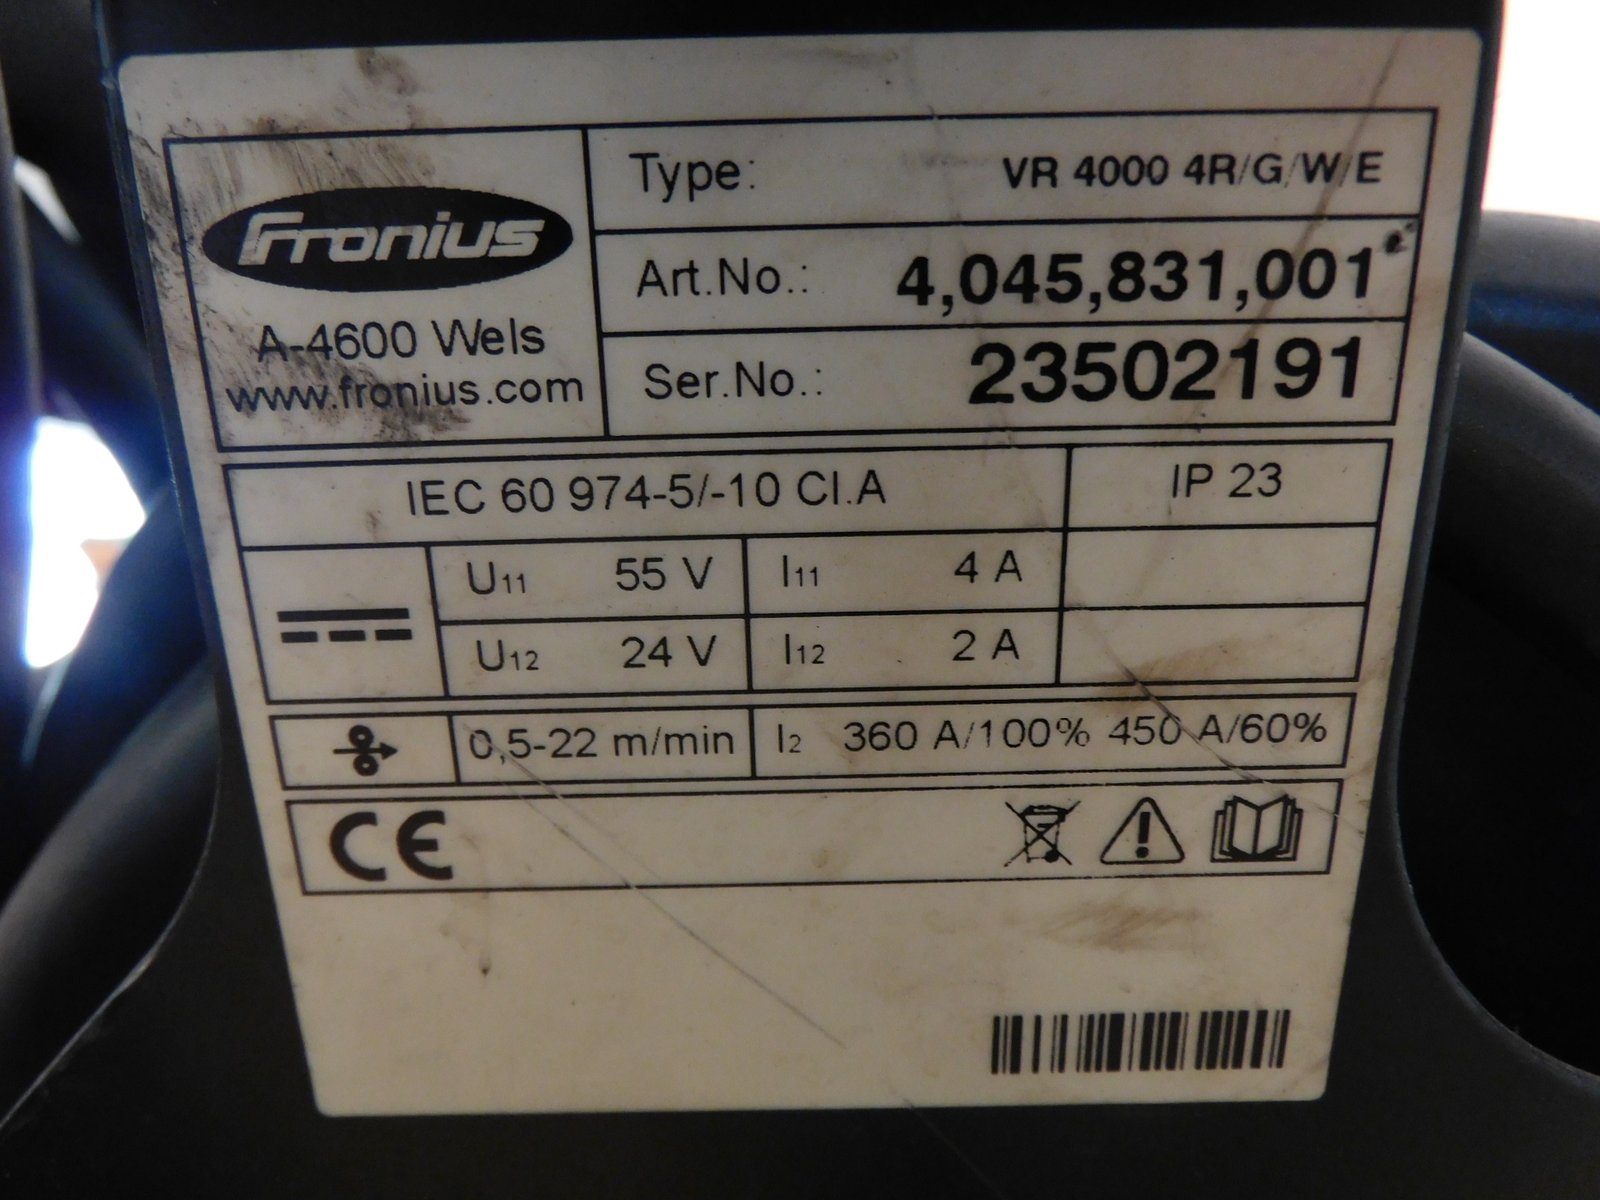 Fronius
A-4600 Wels
www.fronius.com
Type: VR 4000 4R/G/W/E
Art.No.: 4,045,831,001
Ser.No.: 23502191
IEC 60 974-5/-10 Cl.A
IP 23
U11 55 V I11 4 A
U12 24 V I12 2 A
0,5-22 m/min I2 360 A/100% 450 A/60%
CE